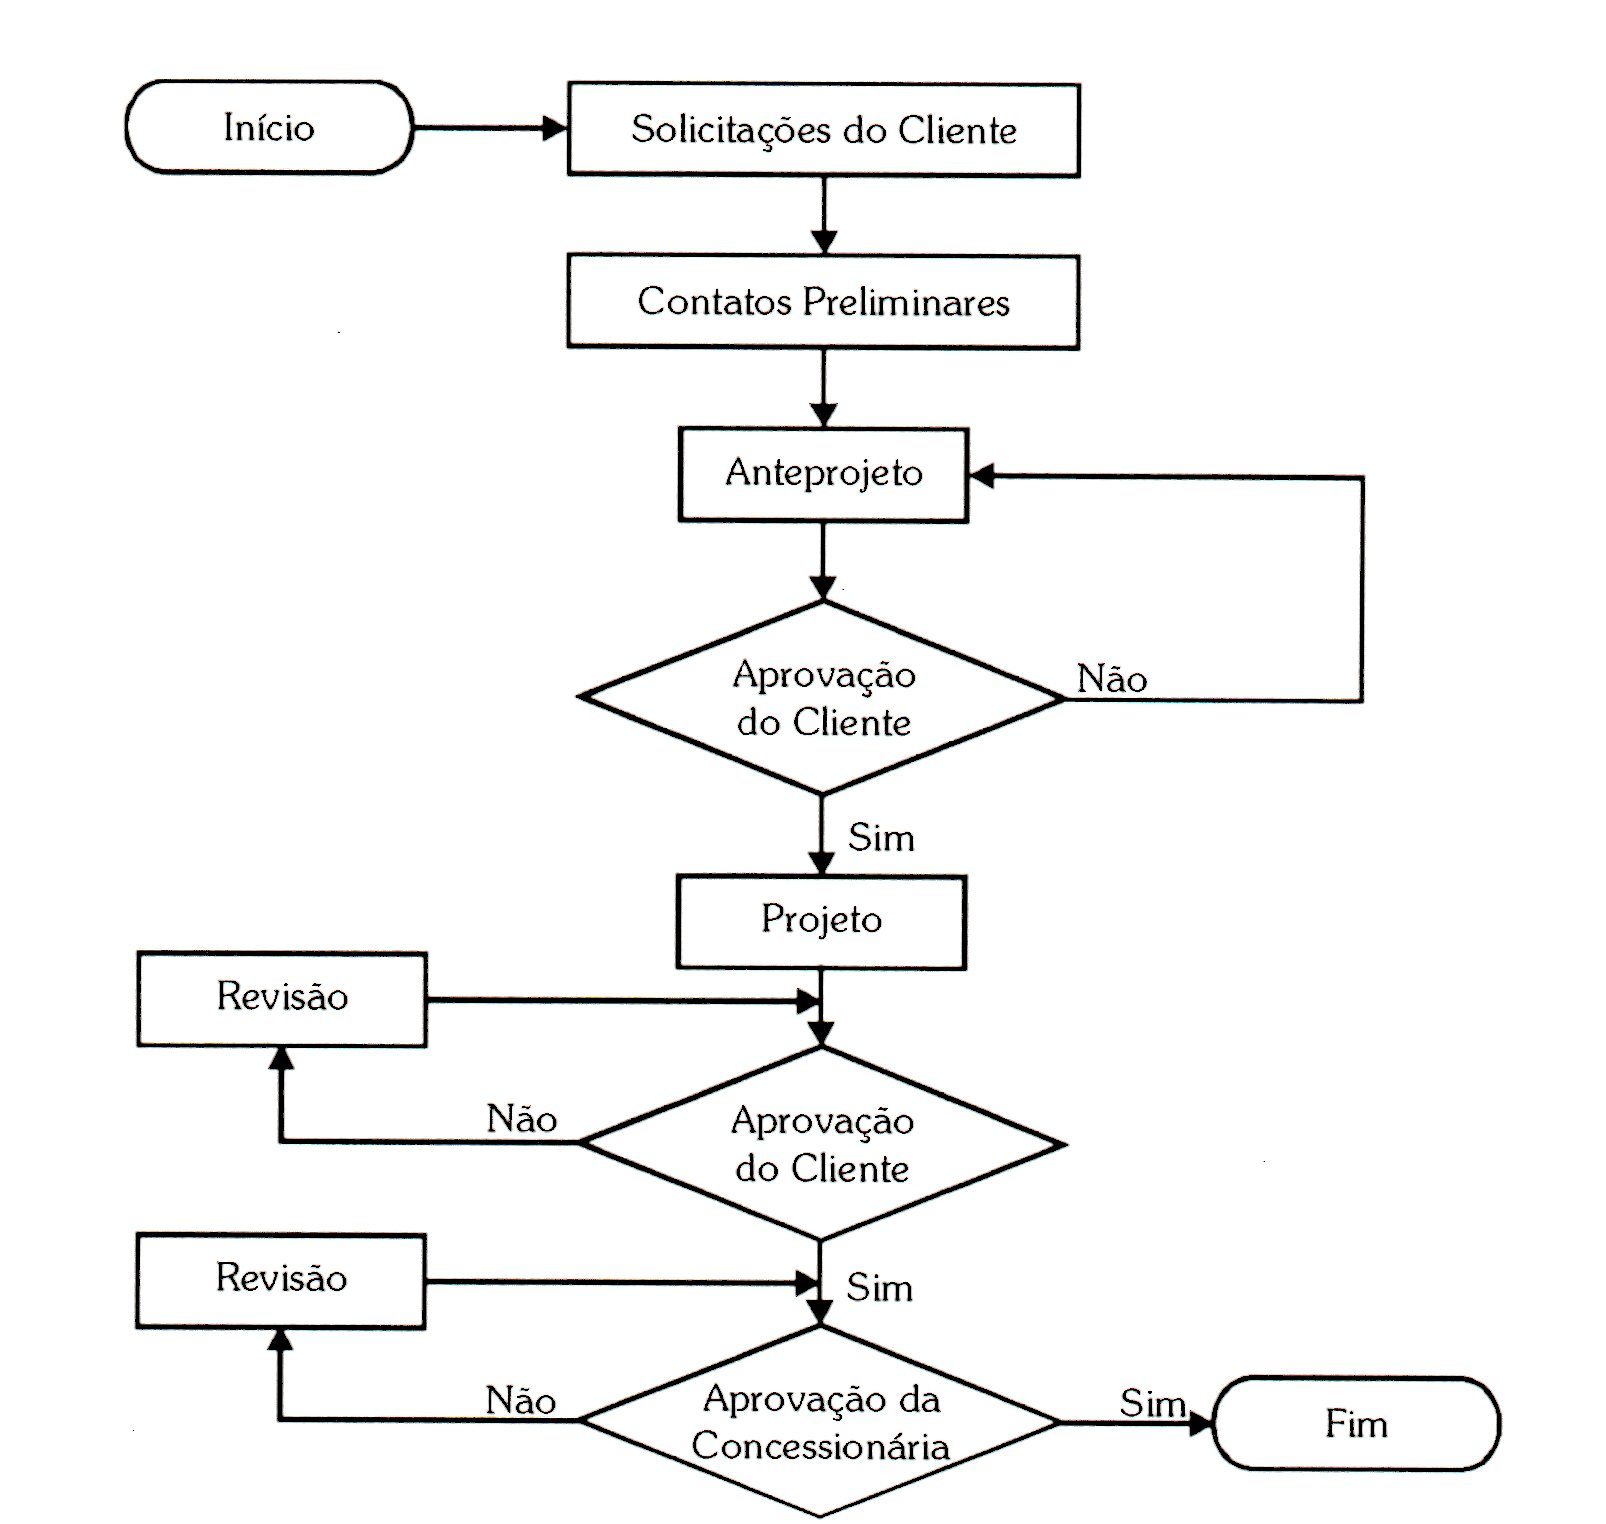 Início
Solicitações do Cliente
Contatos Preliminares
Anteprojeto
Aprovação
do Cliente
Não
Sim
Projeto
Revisão
Não
Aprovação
do Cliente
Revisão
Sim
Não
Aprovação da
Concessionária
Sim
Fim